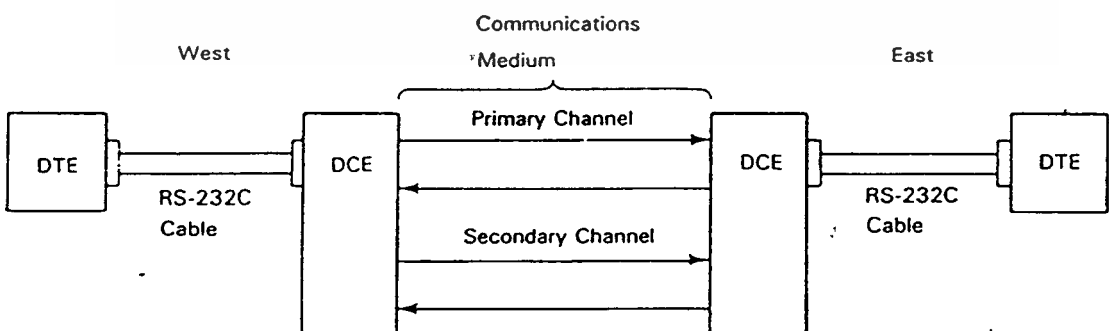 Communications
West
Medium
East
Primary Channel
DTE
DCE
DCE
DTE
RS-232C
Cable
RS-232C
Cable
Secondary Channel